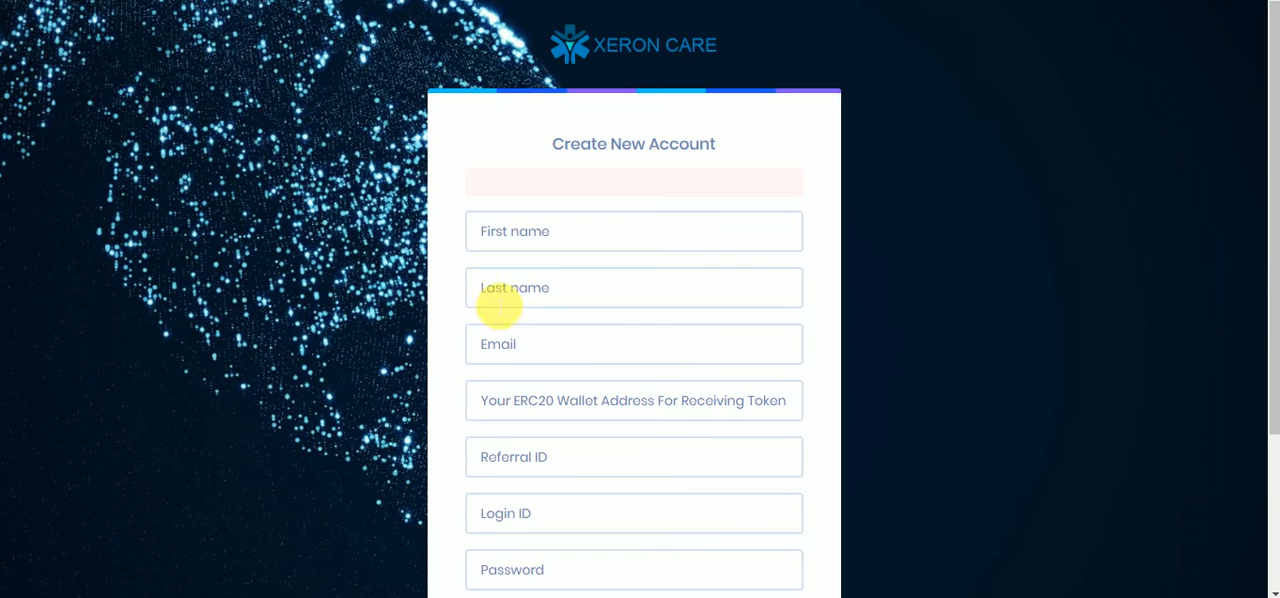 XERON CARE
Create New Account
First name
Last name
Email
Your ERC20 Wallet Address For Receiving Token
Referral ID
Login ID
Password